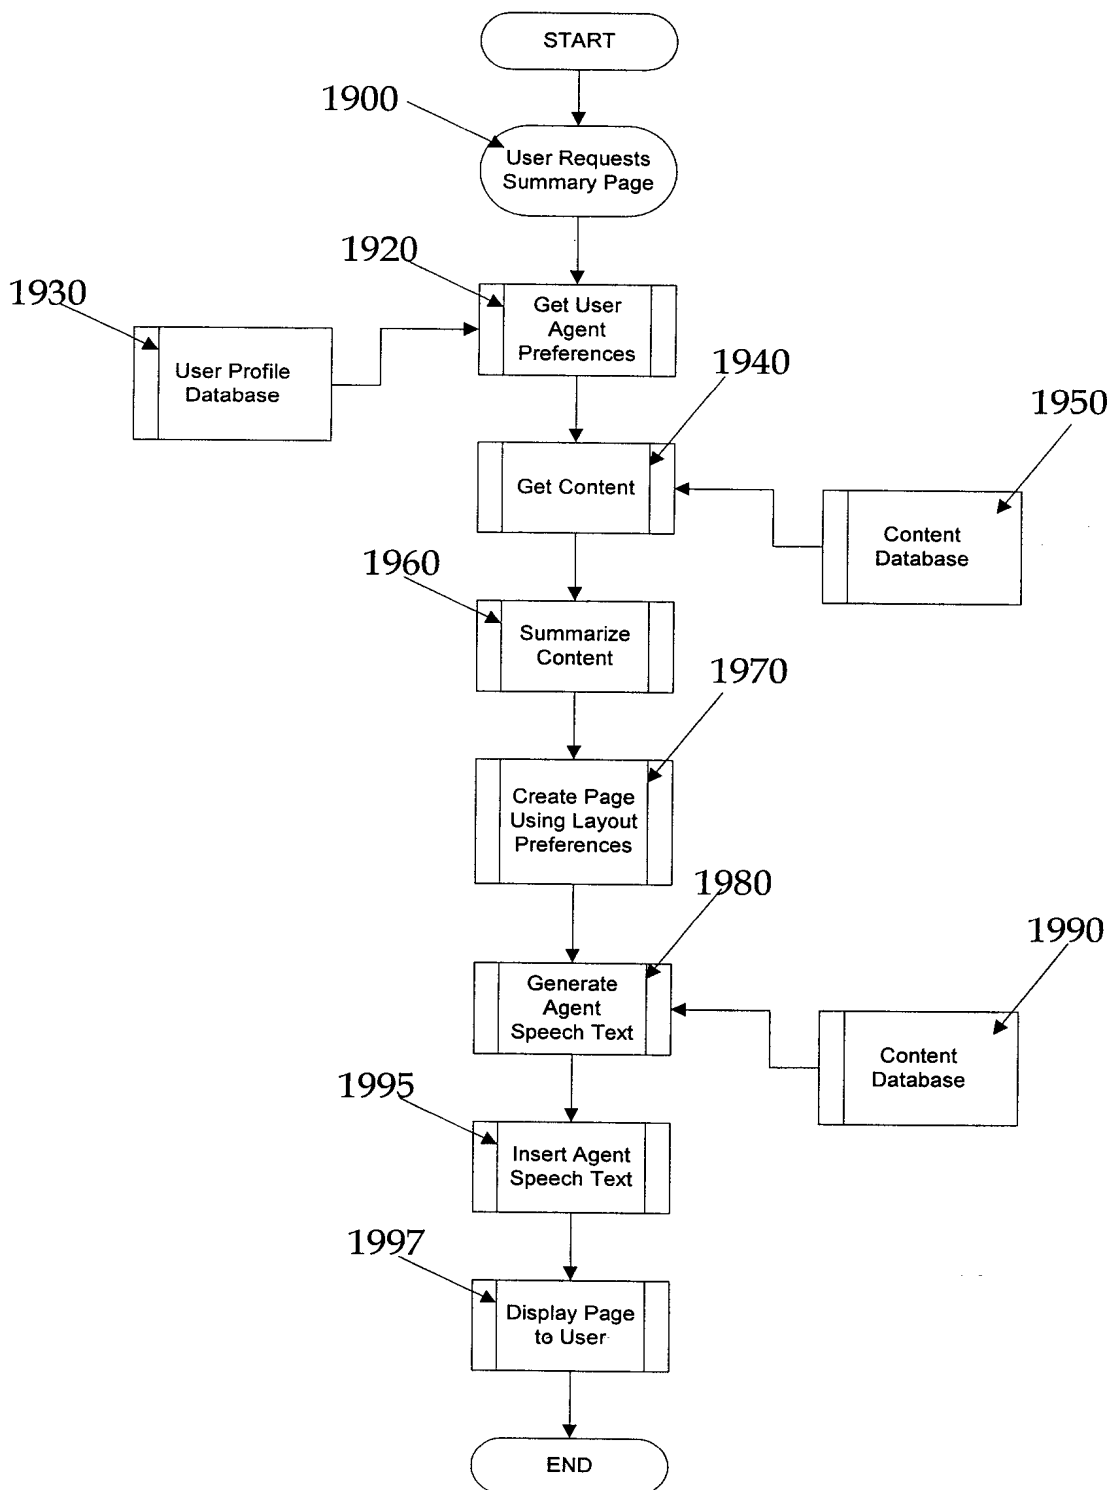 START
1900
User Requests
Summary Page
1920
Get User
Agent
Preferences
1930
User Profile
Database
1940
Get Content
1950
Content
Database
1960
Summarize
Content
1970
Create Page
Using Layout
Preferences
1980
Generate
Agent
Speech Text
1990
Content
Database
1995
Insert Agent
Speech Text
1997
Display Page
to User
END